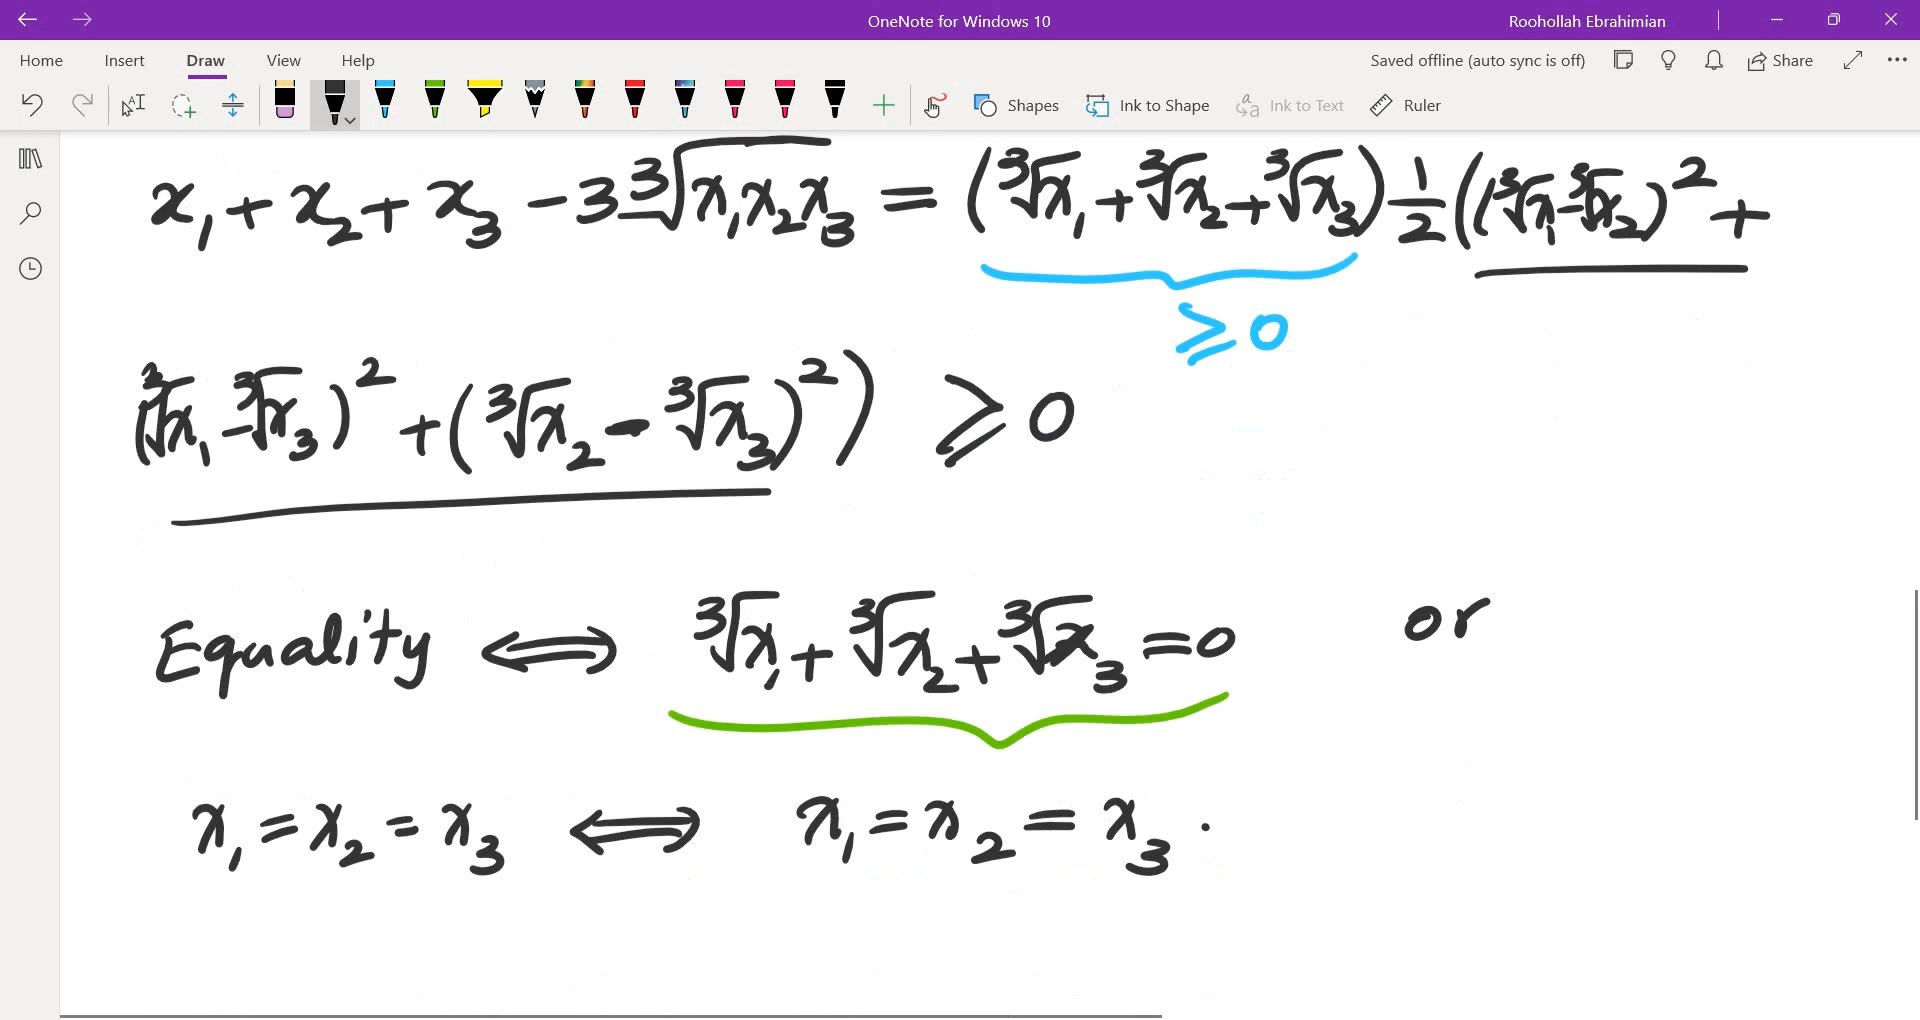 OneNote for Windows 10 Roohollah Ebrahimian
Home Insert Draw View Help Saved offline (auto sync is off) Share
Shapes Ink to Shape Ink to Text Ruler
x₁ + x₂ + x₃ - 3∛(x₁x₂x₃) = (∛x₁ + ∛x₂ + ∛x₃) 1/2 ((∛x₁ - ∛x₂)² +
≥ 0
(∛x₁ - ∛x₃)² + (∛x₂ - ∛x₃)²) ≥ 0
Equality ⟺ ∛x₁ + ∛x₂ + ∛x₃ = 0 or
x₁ = x₂ = x₃ ⟺ x₁ = x₂ = x₃ .